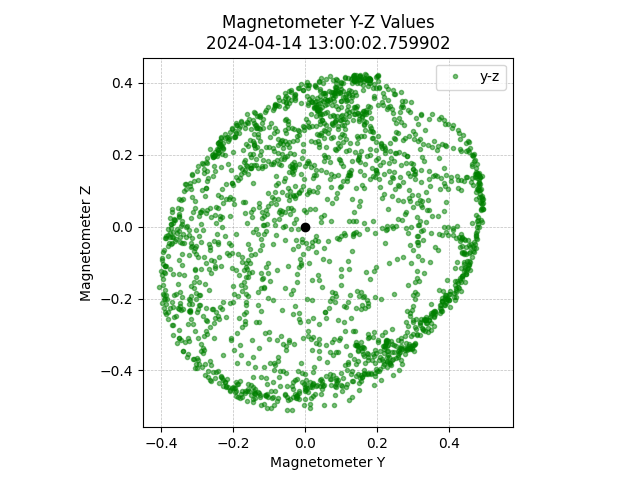 Magnetometer Y-Z Values
2024-04-14 13:00:02.759902
y-z
0.4
0.2
0.0
−0.2
−0.4
Magnetometer Z
−0.4 −0.2 0.0 0.2 0.4
Magnetometer Y